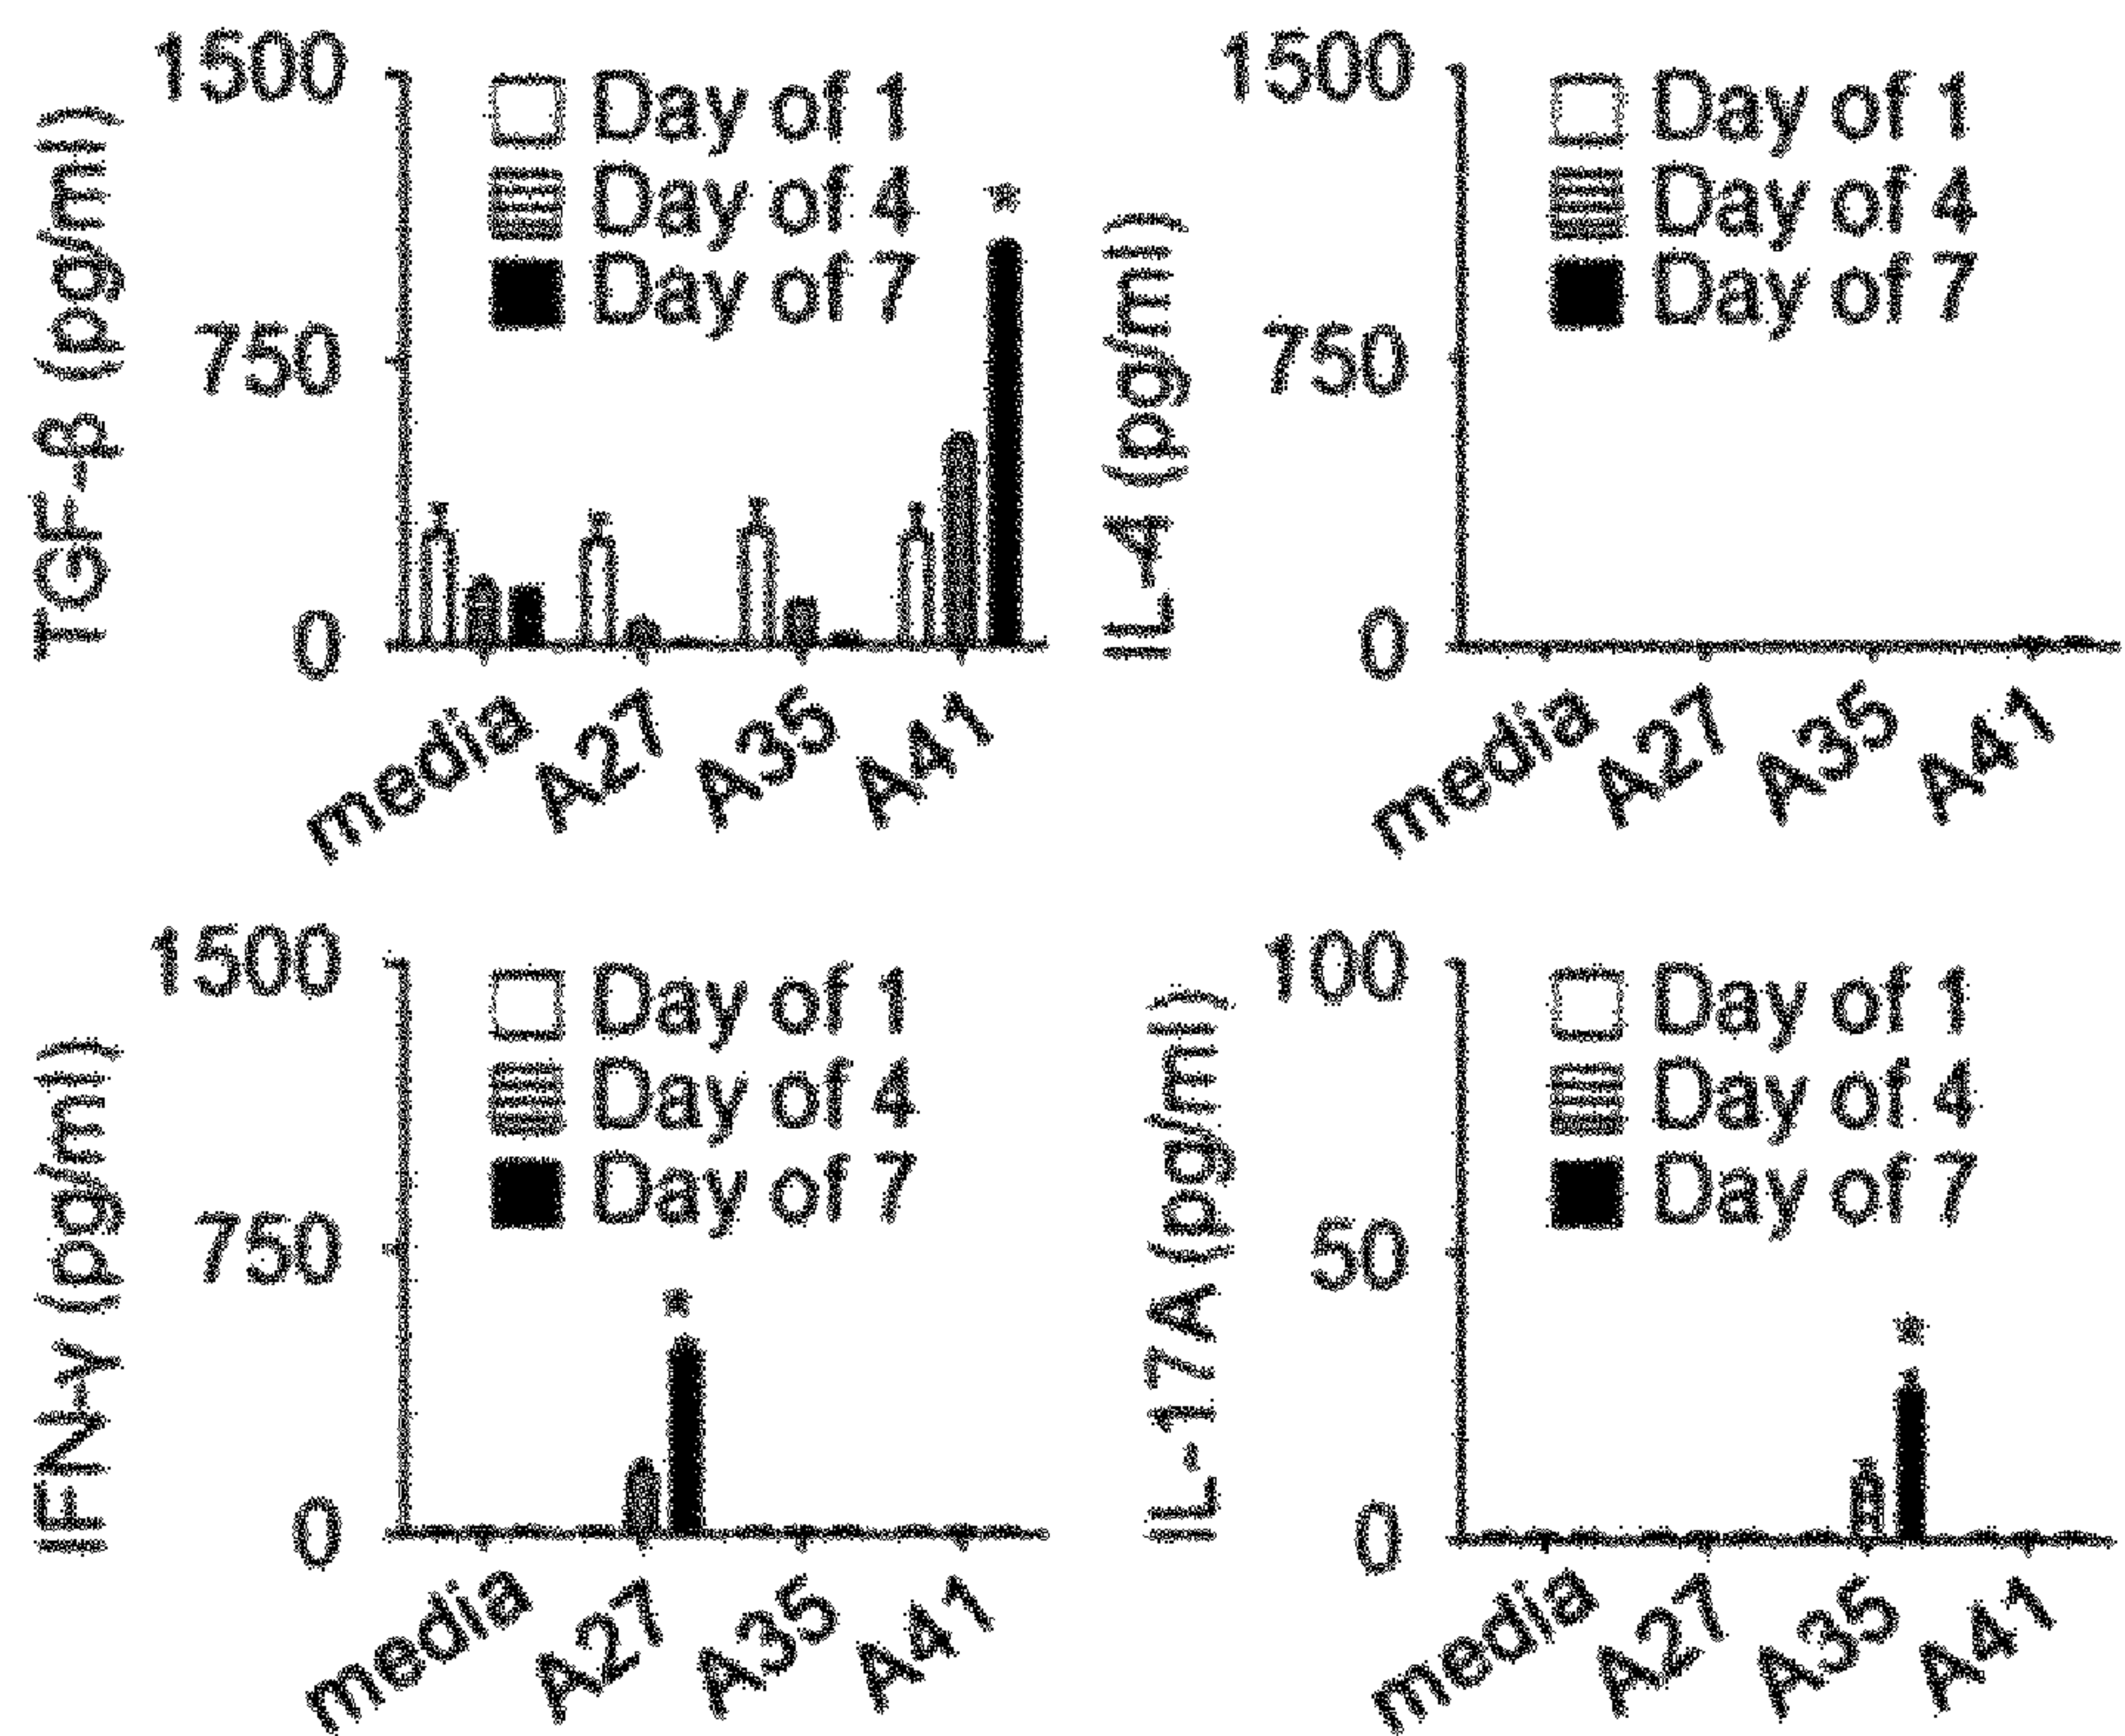 TGF-β (pg/ml)
1500
750
0
Day of 1
Day of 4
Day of 7
*
media
A27
A35
A41
IL-4 (pg/ml)
1500
750
0
Day of 1
Day of 4
Day of 7
media
A27
A35
A41
IFN-γ (pg/ml)
1500
750
0
Day of 1
Day of 4
Day of 7
*
media
A27
A35
A41
IL-17A (pg/ml)
100
50
0
Day of 1
Day of 4
Day of 7
*
media
A27
A35
A41